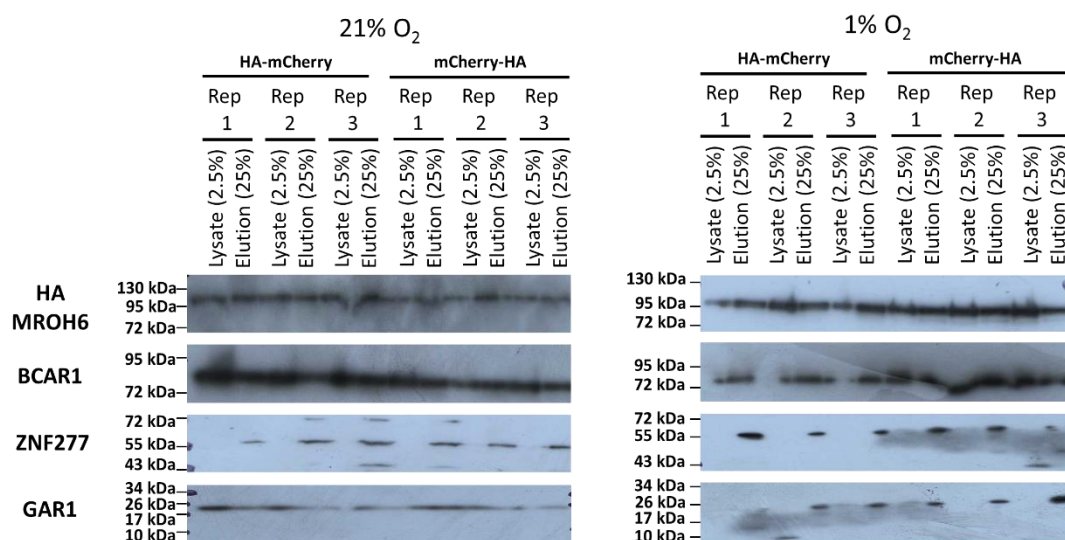 21% O₂
1% O₂
HA-mCherry mCherry-HA
HA-mCherry mCherry-HA
Rep Rep Rep Rep Rep Rep
1 2 3 1 2 3
Rep Rep Rep Rep Rep Rep
1 2 3 1 2 3
Lysate (2.5%)
Elution (25%)
Lysate (2.5%)
Elution (25%)
Lysate (2.5%)
Elution (25%)
Lysate (2.5%)
Elution (25%)
Lysate (2.5%)
Elution (25%)
Lysate (2.5%)
Elution (25%)
Lysate (2.5%)
Elution (25%)
Lysate (2.5%)
Elution (25%)
Lysate (2.5%)
Elution (25%)
Lysate (2.5%)
Elution (25%)
Lysate (2.5%)
Elution (25%)
Lysate (2.5%)
Elution (25%)
HA
MROH6
130 kDa
95 kDa
72 kDa
130 kDa
95 kDa
72 kDa
BCAR1
95 kDa
72 kDa
95 kDa
72 kDa
ZNF277
72 kDa
55 kDa
43 kDa
72 kDa
55 kDa
43 kDa
GAR1
34 kDa
26 kDa
17 kDa
10 kDa
34 kDa
26 kDa
17 kDa
10 kDa